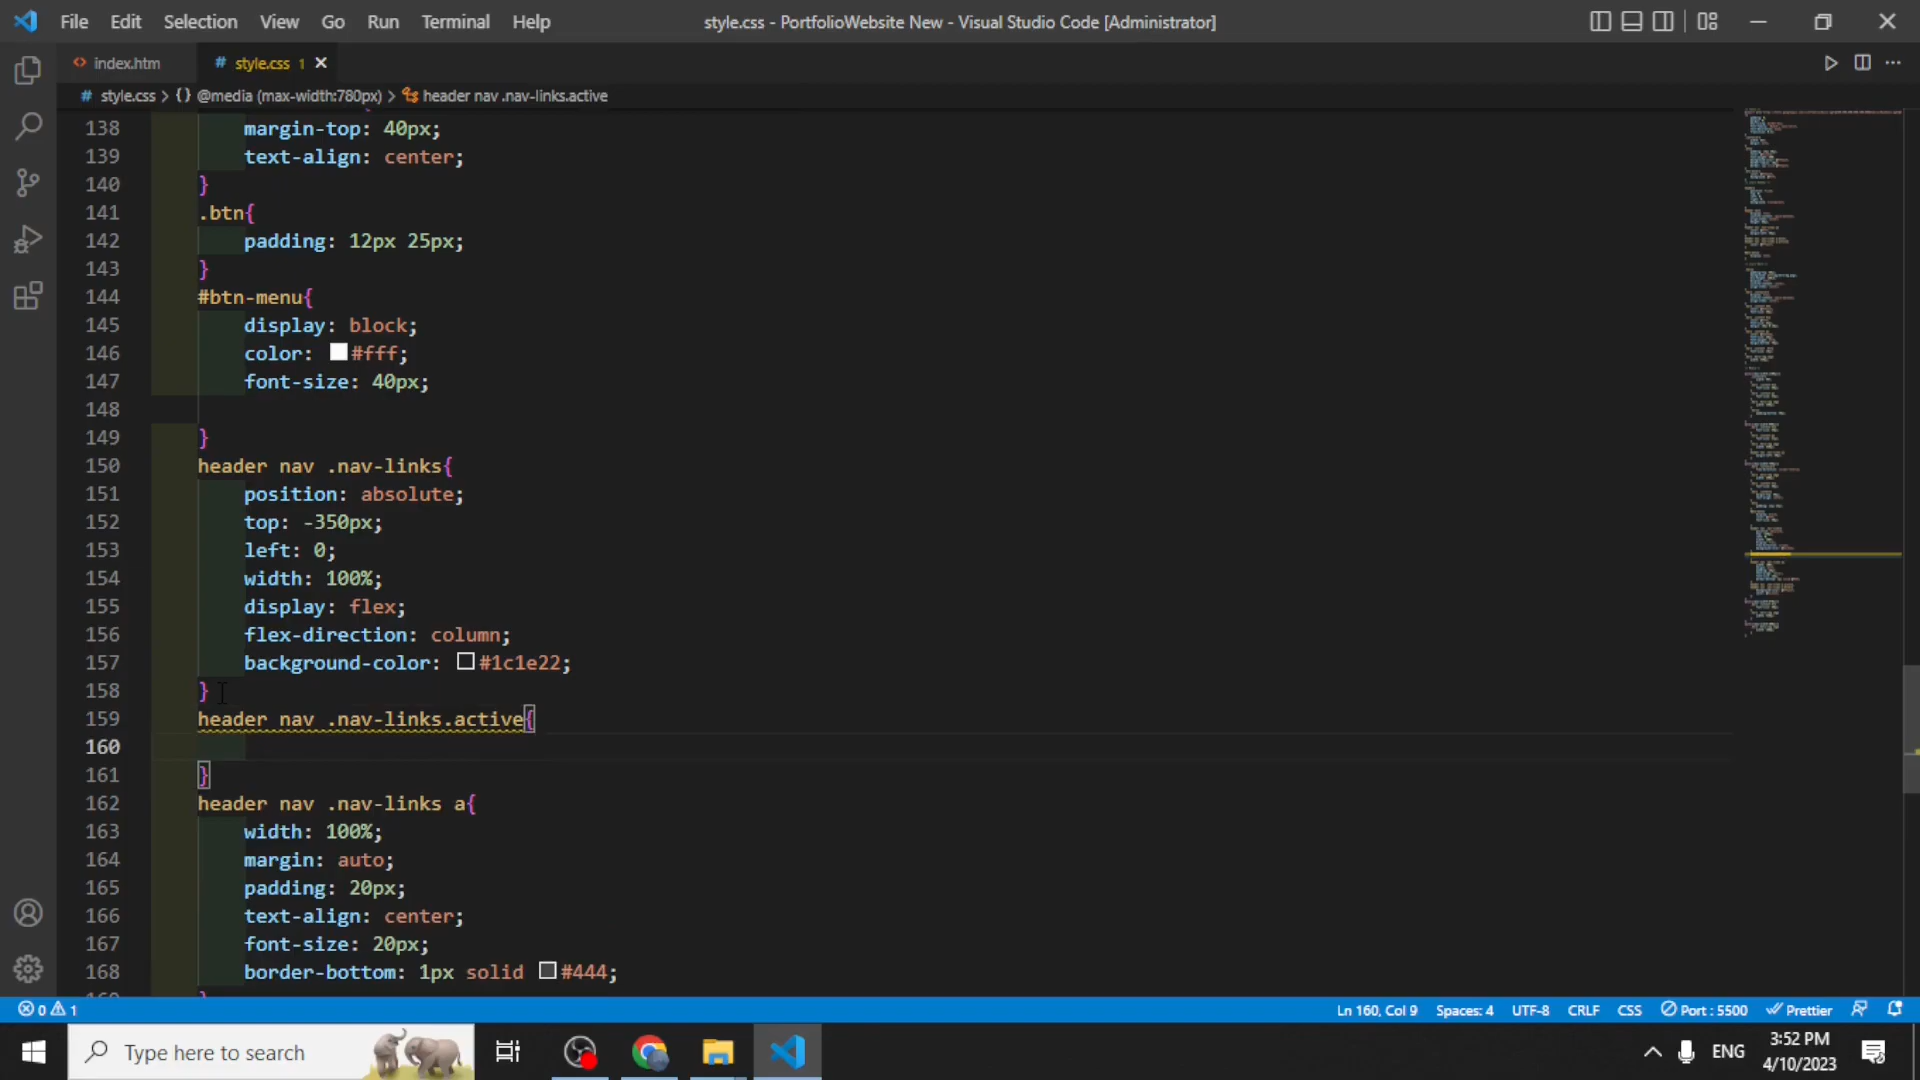 File Edit Selection View Go Run Terminal Help
style.css - PortfolioWebsite New - Visual Studio Code [Administrator]
<> index.htm
# style.css 1
# style.css > {} @media (max-width:780px) > header nav .nav-links.active
138 margin-top: 40px;
139 text-align: center;
140 }
141 .btn{
142 padding: 12px 25px;
143 }
144 #btn-menu{
145 display: block;
146 color: #fff;
147 font-size: 40px;
148
149 }
150 header nav .nav-links{
151 position: absolute;
152 top: -350px;
153 left: 0;
154 width: 100%;
155 display: flex;
156 flex-direction: column;
157 background-color: #1c1e22;
158 }
159 header nav .nav-links.active{
160
161 }
162 header nav .nav-links a{
163 width: 100%;
164 margin: auto;
165 padding: 20px;
166 text-align: center;
167 font-size: 20px;
168 border-bottom: 1px solid #444;
0 1
Ln 160, Col 9 Spaces: 4 UTF-8 CRLF CSS Port : 5500 Prettier
Type here to search
ENG
3:52 PM
4/10/2023